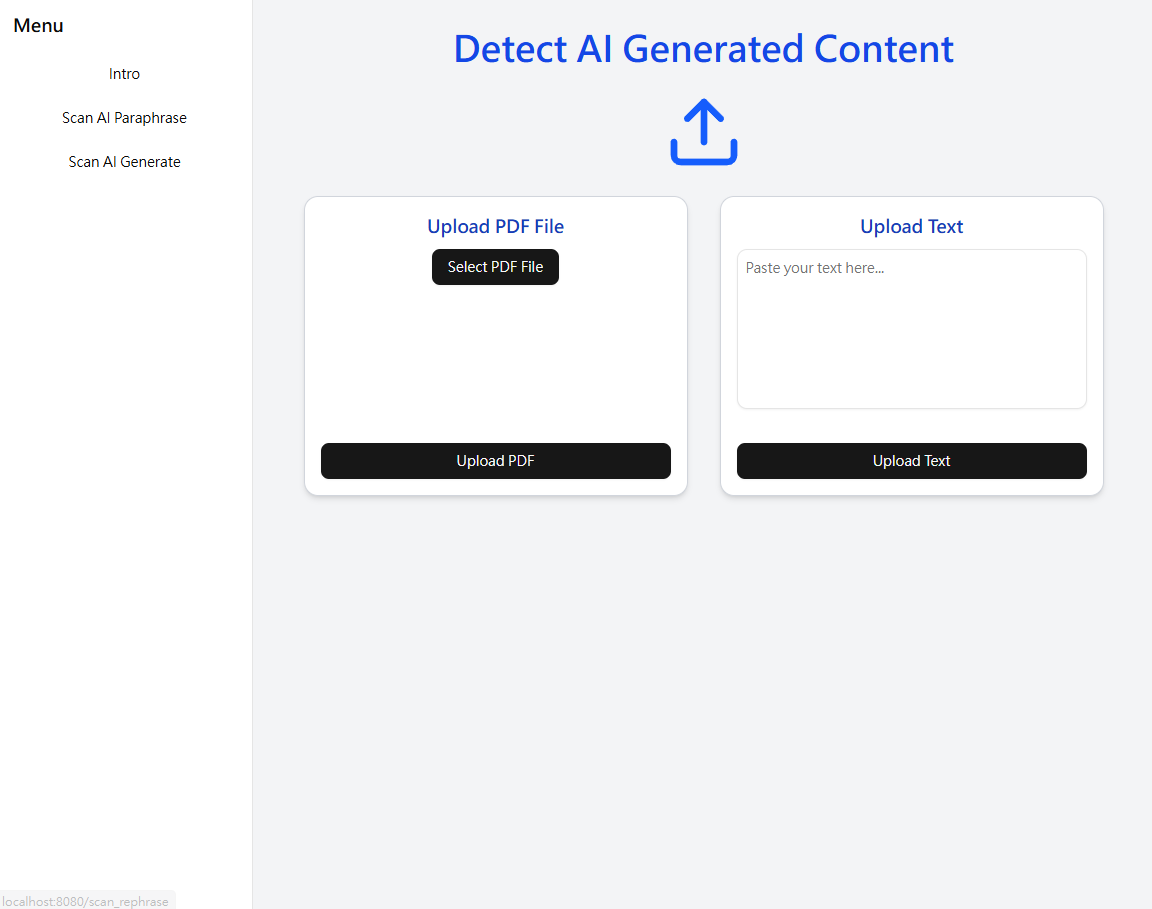 Menu
Intro
Scan AI Paraphrase
Scan AI Generate
Detect AI Generated Content
Upload PDF File
Select PDF File
Upload PDF
Upload Text
Paste your text here...
Upload Text
localhost:8080/scan_rephrase